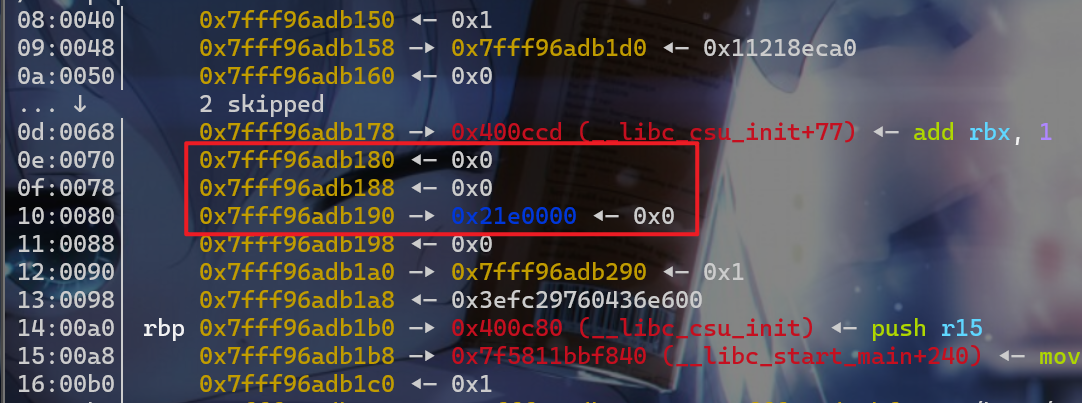 08:0040│ 0x7fff96adb150 ◂— 0x1
09:0048│ 0x7fff96adb158 —▸ 0x7fff96adb1d0 ◂— 0x11218eca0
0a:0050│ 0x7fff96adb160 ◂— 0x0
... ↓ 2 skipped
0d:0068│ 0x7fff96adb178 —▸ 0x400ccd (__libc_csu_init+77) ◂— add rbx, 1
0e:0070│ 0x7fff96adb180 ◂— 0x0
0f:0078│ 0x7fff96adb188 ◂— 0x0
10:0080│ 0x7fff96adb190 —▸ 0x21e0000 ◂— 0x0
11:0088│ 0x7fff96adb198 ◂— 0x0
12:0090│ 0x7fff96adb1a0 —▸ 0x7fff96adb290 ◂— 0x1
13:0098│ 0x7fff96adb1a8 ◂— 0x3efc29760436e600
14:00a0│ rbp 0x7fff96adb1b0 —▸ 0x400c80 (__libc_csu_init) ◂— push r15
15:00a8│ 0x7fff96adb1b8 —▸ 0x7f5811bbf840 (__libc_start_main+240) ◂— mov
16:00b0│ 0x7fff96adb1c0 ◂— 0x1